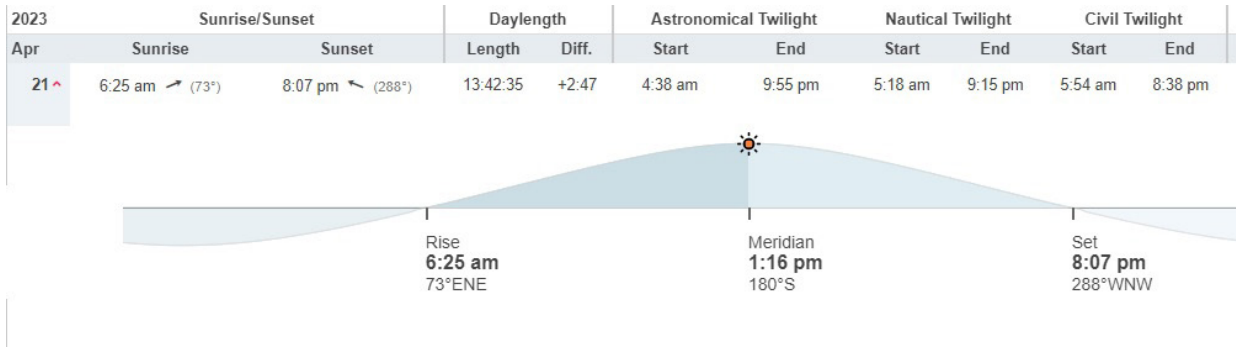 2023 Sunrise/Sunset Daylength Astronomical Twilight Nautical Twilight Civil Twilight
Apr Sunrise Sunset Length Diff. Start End Start End Start End
21 ^ 6:25 am (73°) 8:07 pm (288°) 13:42:35 +2:47 4:38 am 9:55 pm 5:18 am 9:15 pm 5:54 am 8:38 pm
Rise Meridian Set
6:25 am 1:16 pm 8:07 pm
73°ENE 180°S 288°WNW